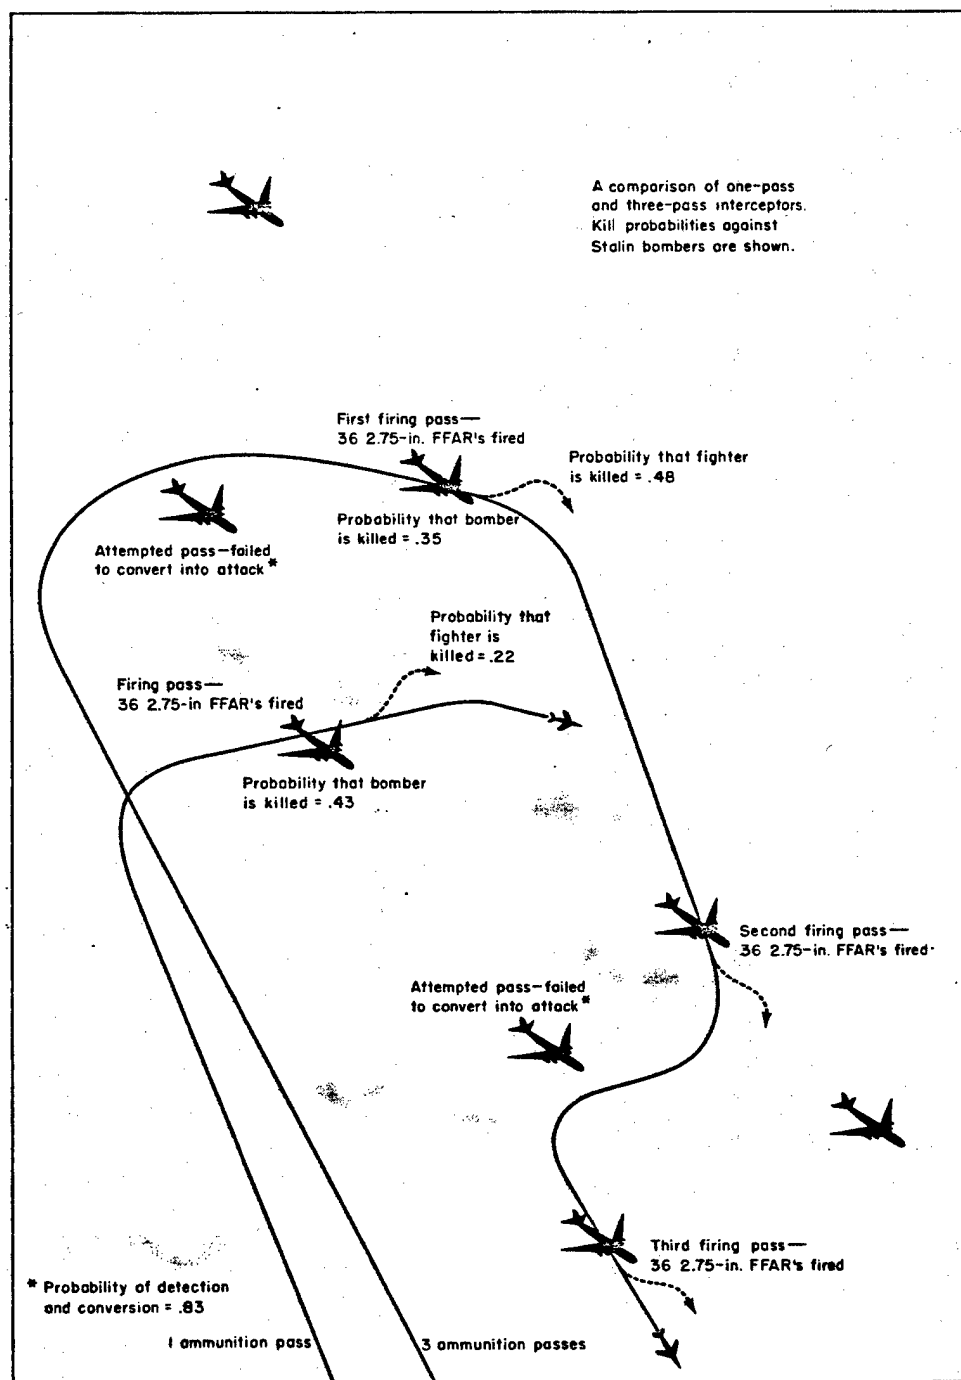 A comparison of one-pass
and three-pass interceptors.
Kill probabilities against
Stalin bombers are shown.
First firing pass—
36 2.75-in. FFAR's fired
Probability that fighter
is killed = .48
Probability that bomber
is killed = .35
Attempted pass—failed
to convert into attack*
Probability that
fighter is
killed = .22
Firing pass—
36 2.75-in FFAR's fired
Probability that bomber
is killed = .43
Second firing pass—
36 2.75-in. FFAR's fired
Attempted pass—failed
to convert into attack*
Third firing pass—
36 2.75-in. FFAR's fired
* Probability of detection
and conversion = .83
1 ammunition pass
3 ammunition passes